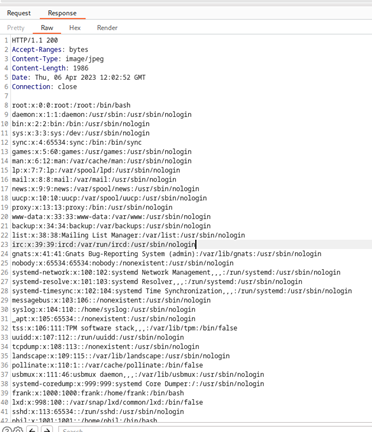 Request Response
Pretty Raw Hex Render
1 HTTP/1.1 200
2 Accept-Ranges: bytes
3 Content-Type: image/jpeg
4 Content-Length: 1986
5 Date: Thu, 06 Apr 2023 12:02:52 GMT
6 Connection: close
7
8 root:x:0:0:root:/root:/bin/bash
9 daemon:x:1:1:daemon:/usr/sbin:/usr/sbin/nologin
10 bin:x:2:2:bin:/bin:/usr/sbin/nologin
11 sys:x:3:3:sys:/dev:/usr/sbin/nologin
12 sync:x:4:65534:sync:/bin:/bin/sync
13 games:x:5:60:games:/usr/games:/usr/sbin/nologin
14 man:x:6:12:man:/var/cache/man:/usr/sbin/nologin
15 lp:x:7:7:lp:/var/spool/lpd:/usr/sbin/nologin
16 mail:x:8:8:mail:/var/mail:/usr/sbin/nologin
17 news:x:9:9:news:/var/spool/news:/usr/sbin/nologin
18 uucp:x:10:10:uucp:/var/spool/uucp:/usr/sbin/nologin
19 proxy:x:13:13:proxy:/bin:/usr/sbin/nologin
20 www-data:x:33:33:www-data:/var/www:/usr/sbin/nologin
21 backup:x:34:34:backup:/var/backups:/usr/sbin/nologin
22 list:x:38:38:Mailing List Manager:/var/list:/usr/sbin/nologin
23 irc:x:39:39:ircd:/var/run/ircd:/usr/sbin/nologin
24 gnats:x:41:41:Gnats Bug-Reporting System (admin):/var/lib/gnats:/usr/sbin/nologin
25 nobody:x:65534:65534:nobody:/nonexistent:/usr/sbin/nologin
26 systemd-network:x:100:102:systemd Network Management,,,:/run/systemd:/usr/sbin/nologin
27 systemd-resolve:x:101:103:systemd Resolver,,,:/run/systemd:/usr/sbin/nologin
28 systemd-timesync:x:102:104:systemd Time Synchronization,,,:/run/systemd:/usr/sbin/nologin
29 messagebus:x:103:106::/nonexistent:/usr/sbin/nologin
30 syslog:x:104:110::/home/syslog:/usr/sbin/nologin
31 _apt:x:105:65534::/nonexistent:/usr/sbin/nologin
32 tss:x:106:111:TPM software stack,,,:/var/lib/tpm:/bin/false
33 uuidd:x:107:112::/run/uuidd:/usr/sbin/nologin
34 tcpdump:x:108:113::/nonexistent:/usr/sbin/nologin
35 landscape:x:109:115::/var/lib/landscape:/usr/sbin/nologin
36 pollinate:x:110:1::/var/cache/pollinate:/bin/false
37 usbmux:x:111:46:usbmux daemon,,,:/var/lib/usbmux:/usr/sbin/nologin
38 systemd-coredump:x:999:999:systemd Core Dumper:/:/usr/sbin/nologin
39 frank:x:1000:1000:frank:/home/frank:/bin/bash
40 lxd:x:998:100::/var/snap/lxd/common/lxd:/bin/false
41 sshd:x:113:65534::/run/sshd:/usr/sbin/nologin
42 phil:x:1001:1001::/home/phil:/bin/bash
Search